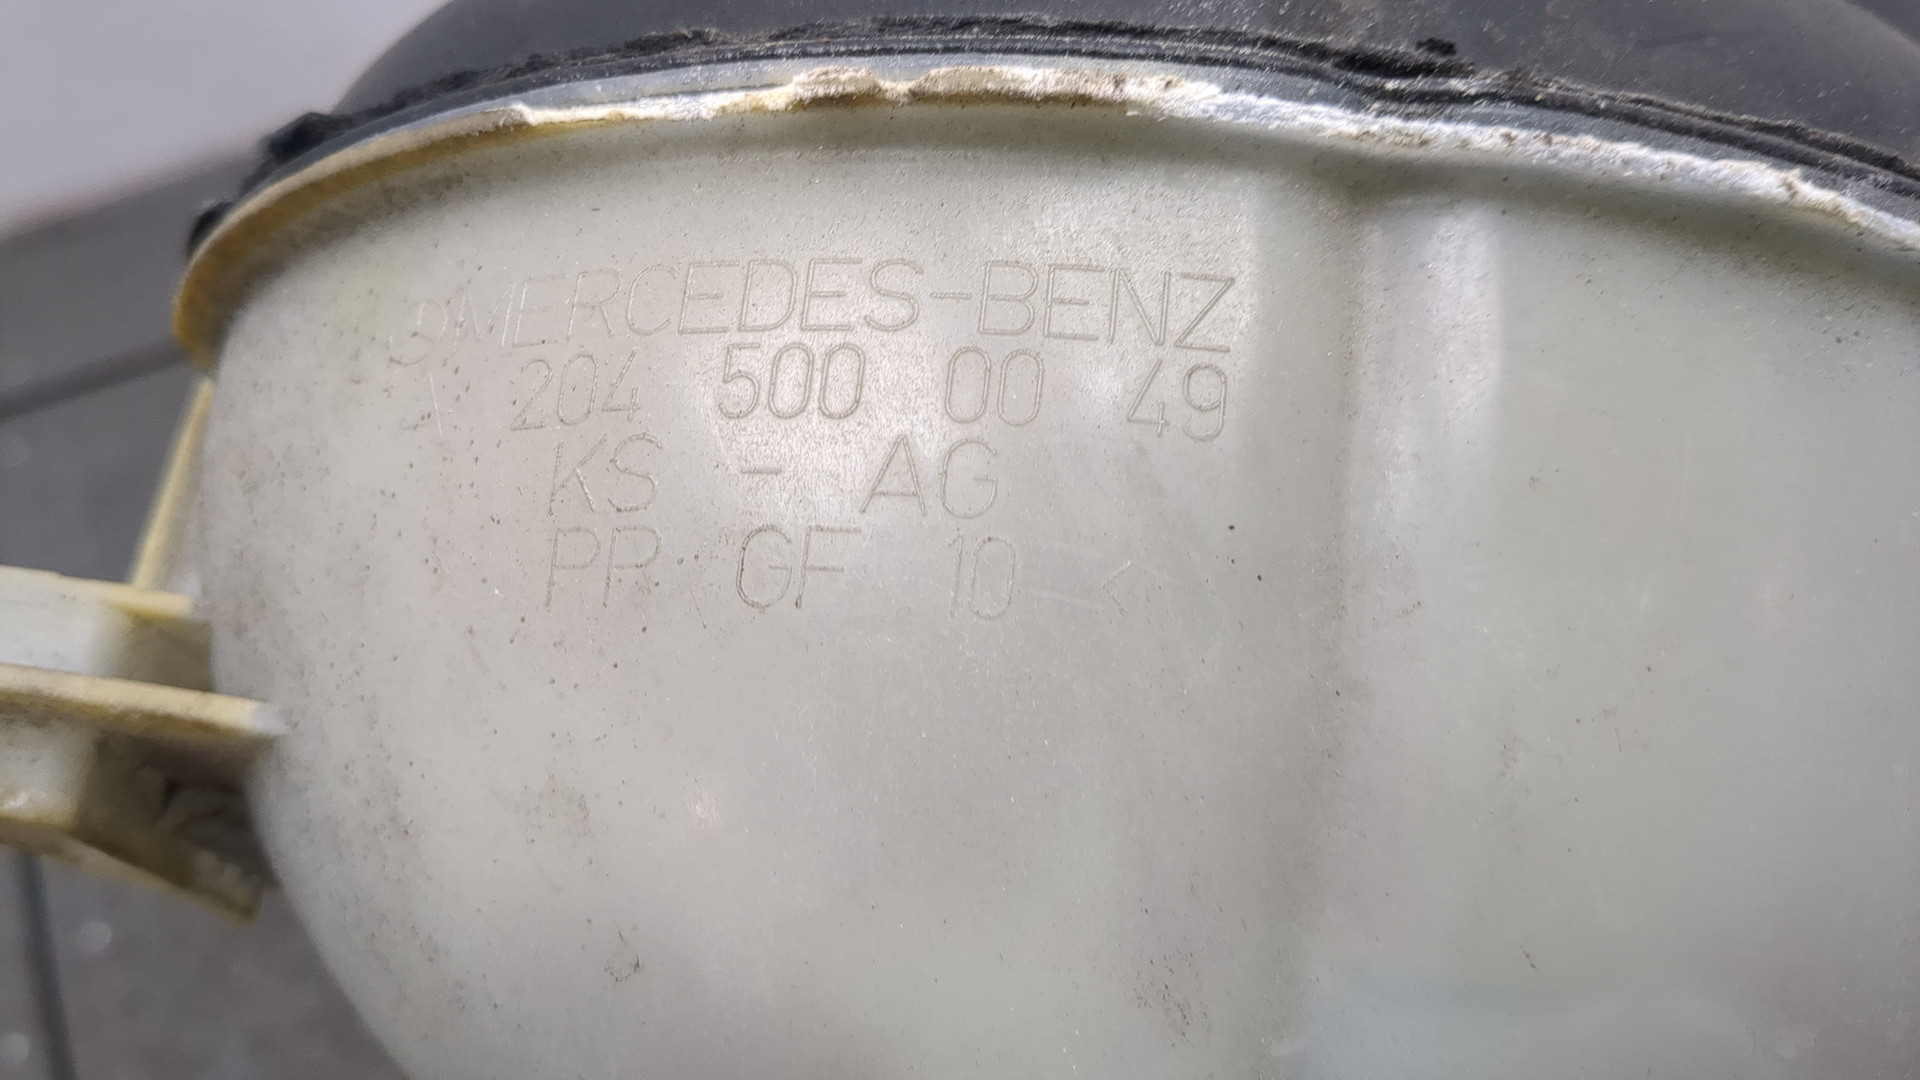 MERCEDES-BENZ
A 204 500 00 49
KS - AG
PP GF 10 <